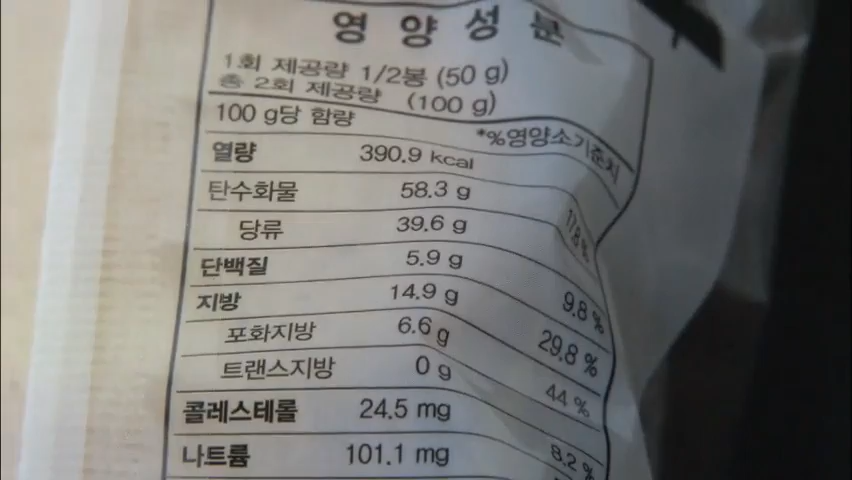 영양성분
1회 제공량 1/2봉 (50 g)
총 2회 제공량 (100 g)
100 g당 함량 *%영양소기준치
열량 390.9 kcal
탄수화물 58.3 g 17.8 %
당류 39.6 g
단백질 5.9 g 9.8 %
지방 14.9 g 29.8 %
포화지방 6.6 g 44 %
트랜스지방 0 g
콜레스테롤 24.5 mg 8.2 %
나트륨 101.1 mg